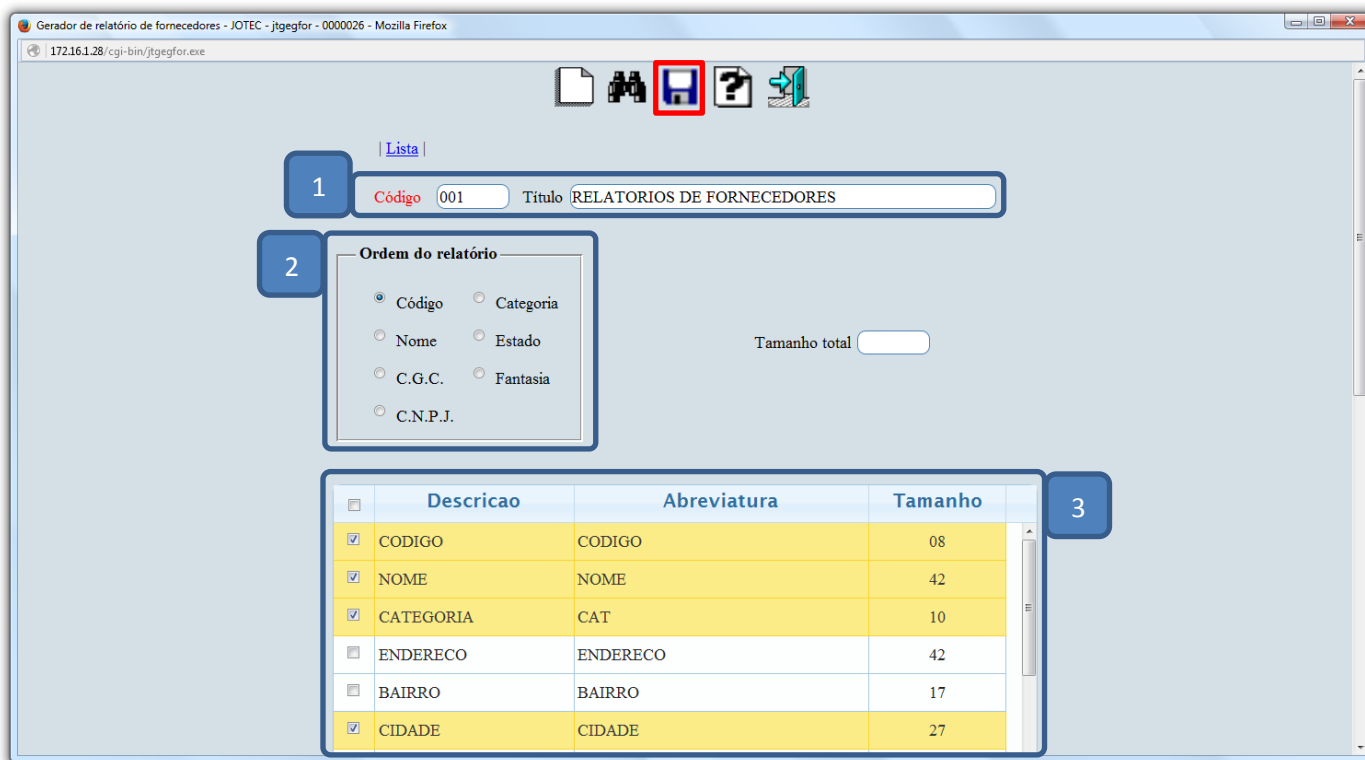 Gerador de relatório de fornecedores - JOTEC - jtgegfor - 0000026 - Mozilla Firefox
172.16.1.28/cgi-bin/jtgegfor.exe
| Lista |
1
Código 001 Título RELATORIOS DE FORNECEDORES
2
Ordem do relatório
Código Categoria
Nome Estado
C.G.C. Fantasia
C.N.P.J.
Tamanho total
3
Descricao Abreviatura Tamanho
CODIGO CODIGO 08
NOME NOME 42
CATEGORIA CAT 10
ENDERECO ENDERECO 42
BAIRRO BAIRRO 17
CIDADE CIDADE 27